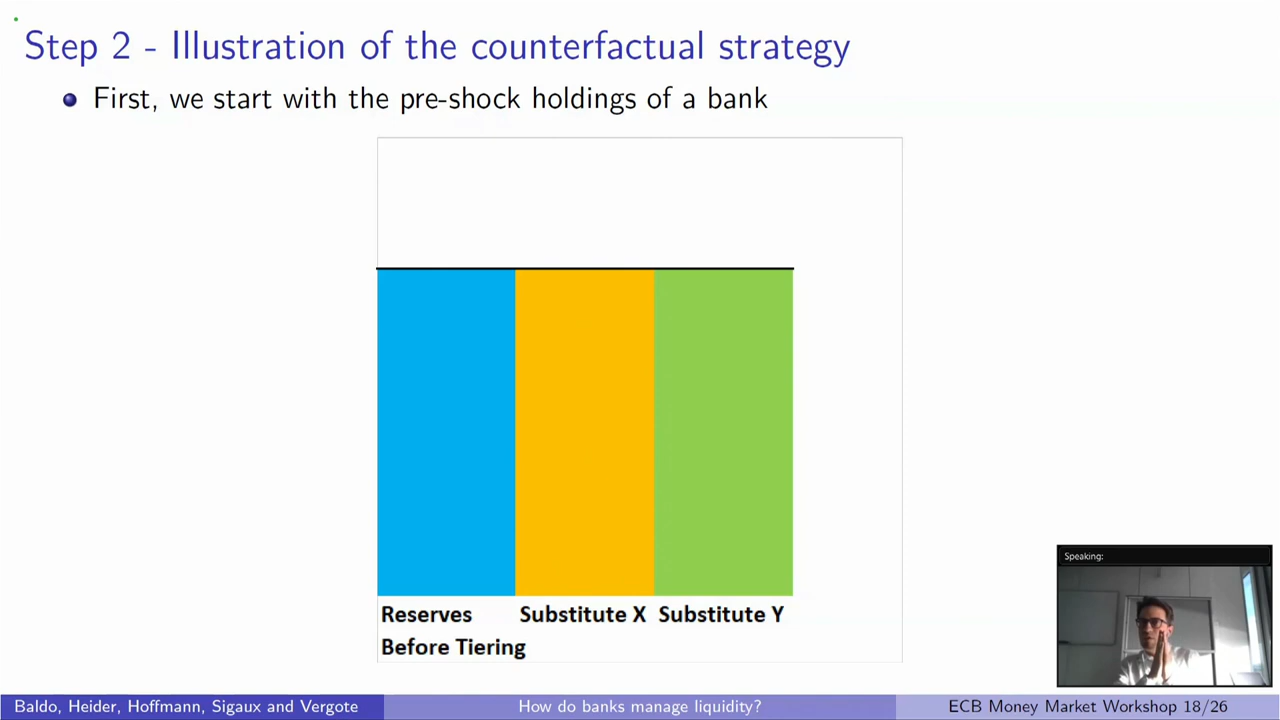 Step 2 - Illustration of the counterfactual strategy
First, we start with the pre-shock holdings of a bank
Reserves Substitute X Substitute Y
Before Tiering
Speaking:
Baldo, Heider, Hoffmann, Sigaux and Vergote How do banks manage liquidity? ECB Money Market Workshop 18/26